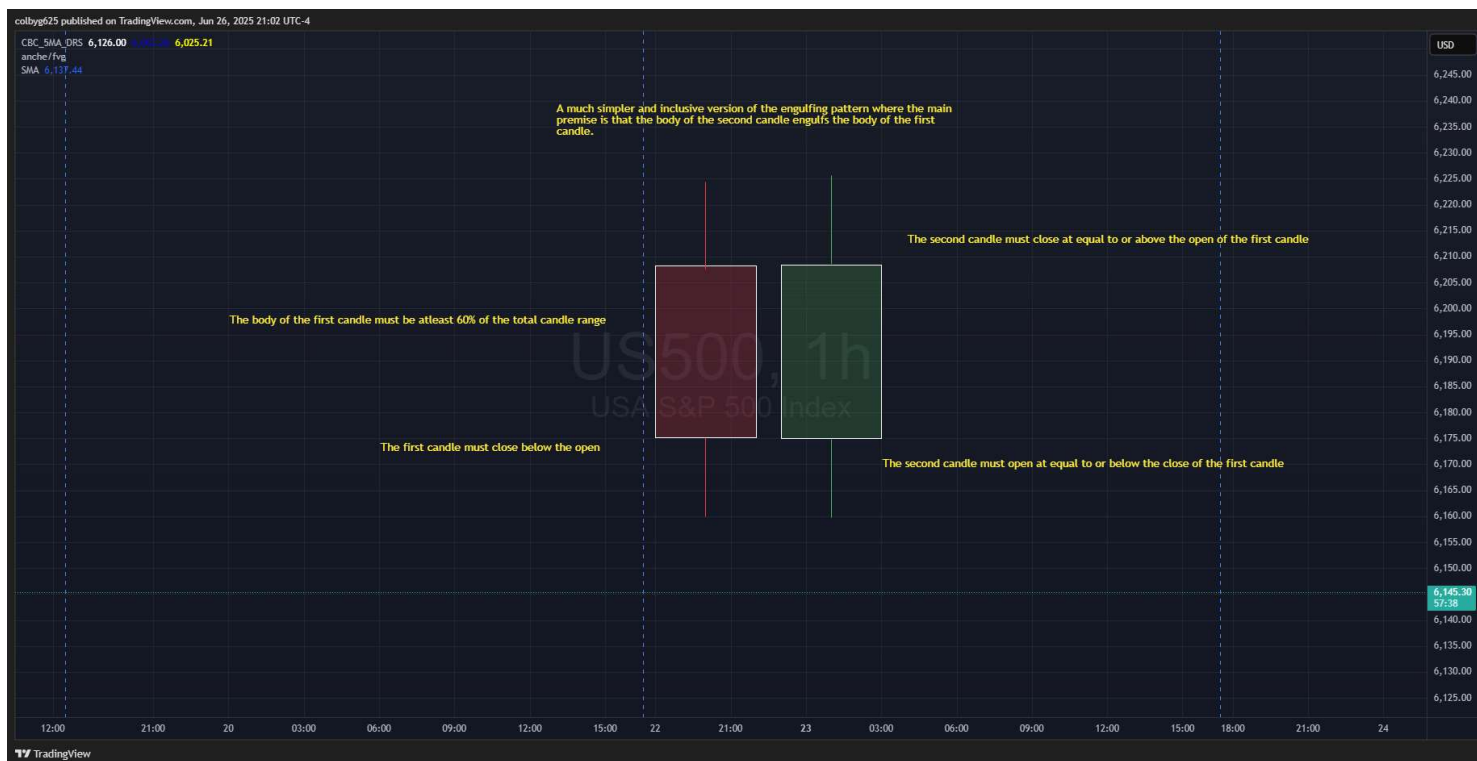 colbyg625 published on TradingView.com, Jun 26, 2025 21:02 UTC-4
CBC_5MA_DRS 6,126.00 6,025.21
anche/fvg
SMA 6,137.44
USD
6,245.00
6,240.00
6,235.00
6,230.00
6,225.00
6,220.00
6,215.00
6,210.00
6,205.00
6,200.00
6,195.00
6,190.00
6,185.00
6,180.00
6,175.00
6,170.00
6,165.00
6,160.00
6,155.00
6,150.00
6,145.30
57:38
6,140.00
6,135.00
6,130.00
6,125.00
A much simpler and inclusive version of the engulfing pattern where the main
premise is that the body of the second candle engulfs the body of the first
candle.
The second candle must close at equal to or above the open of the first candle
The body of the first candle must be atleast 60% of the total candle range
US500, 1h
USA S&P 500 Index
The first candle must close below the open
The second candle must open at equal to or below the close of the first candle
12:00 21:00 20 03:00 06:00 09:00 12:00 15:00 22 21:00 23 03:00 06:00 09:00 12:00 15:00 18:00 21:00 24
TradingView